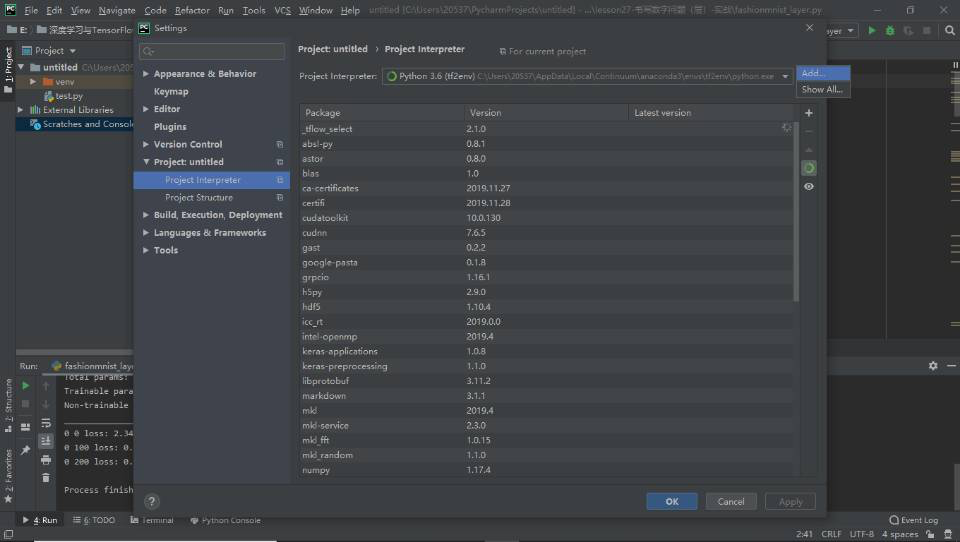 File Edit View Navigate Code Refactor Run Tools VCS Window Help untitled [C:\Users\20537\PycharmProjects\untitled] - ...\lesson27-书写数字问题（层）-实战\fashionmnist_layer.py
E: 深度学习与TensorFlo
Settings
Project
untitled C:\Users\20
venv
test.py
External Libraries
Scratches and Consol
1: Project
Appearance & Behavior
Keymap
Editor
Plugins
Version Control
Project: untitled
Project Interpreter
Project Structure
Build, Execution, Deployment
Languages & Frameworks
Tools
Project: untitled › Project Interpreter For current project
Project Interpreter: Python 3.6 (tf2env) C:\Users\20537\AppData\Local\Continuum\anaconda3\envs\tf2env\python.exe
Add...
Show All...
Package Version Latest version
_tflow_select 2.1.0
absl-py 0.8.1
astor 0.8.0
blas 1.0
ca-certificates 2019.11.27
certifi 2019.11.28
cudatoolkit 10.0.130
cudnn 7.6.5
gast 0.2.2
google-pasta 0.1.8
grpcio 1.16.1
h5py 2.9.0
hdf5 1.10.4
icc_rt 2019.0.0
intel-openmp 2019.4
keras-applications 1.0.8
keras-preprocessing 1.1.0
libprotobuf 3.11.2
markdown 3.1.1
mkl 2019.4
mkl-service 2.3.0
mkl_fft 1.0.15
mkl_random 1.1.0
numpy 1.17.4
OK Cancel Apply
Run: fashionmnist_laye
Total params:
Trainable para
Non-trainable
0 0 loss: 2.34
0 100 loss: 0.
0 200 loss: 0.
Process finish
7: Structure
2: Favorites
4: Run 6: TODO Terminal Python Console Event Log
2:41 CRLF UTF-8 4 spaces